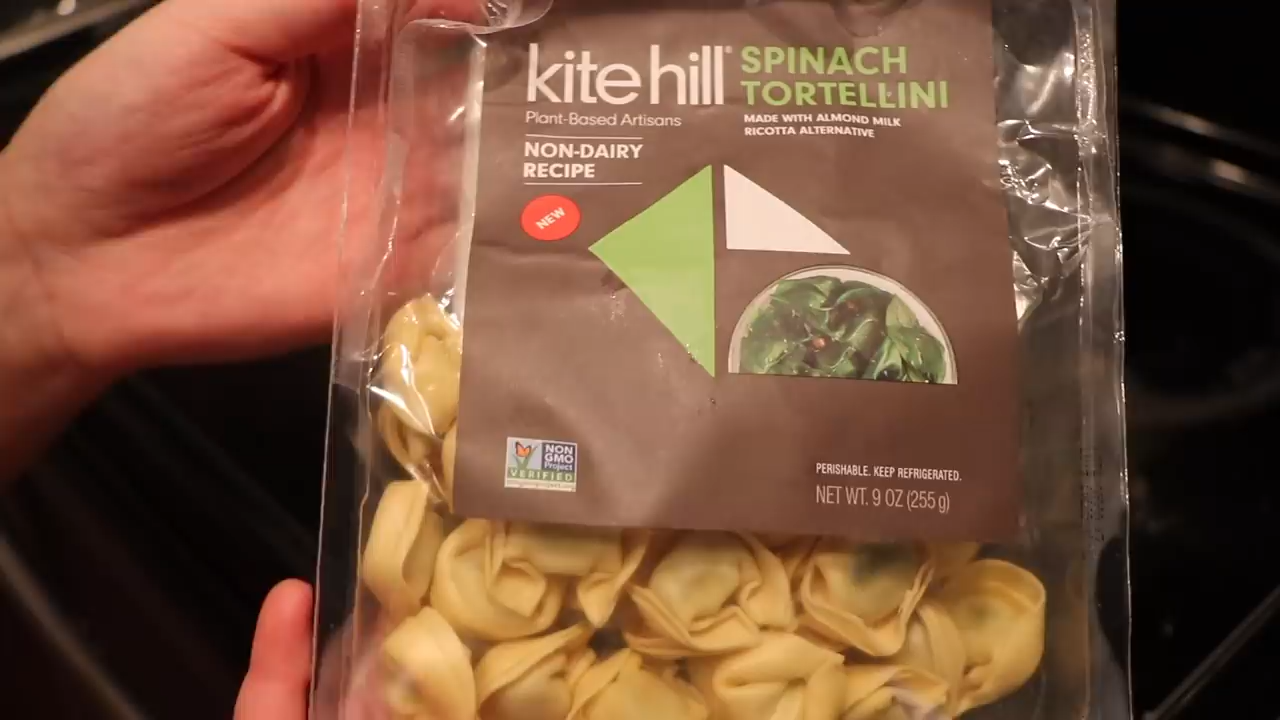 kite hill®
Plant-Based Artisans
SPINACH
TORTELLINI
MADE WITH ALMOND MILK
RICOTTA ALTERNATIVE
NON-DAIRY
RECIPE
NEW
NON
GMO
Project
VERIFIED
PERISHABLE. KEEP REFRIGERATED.
NET WT. 9 OZ (255 g)